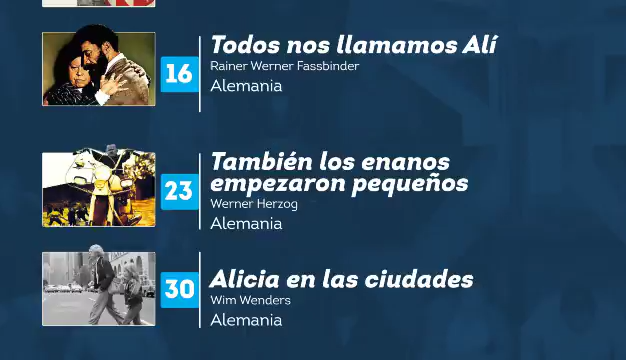 16
Todos nos llamamos Alí
Rainer Werner Fassbinder
Alemania
23
También los enanos
empezaron pequeños
Werner Herzog
Alemania
30
Alicia en las ciudades
Wim Wenders
Alemania